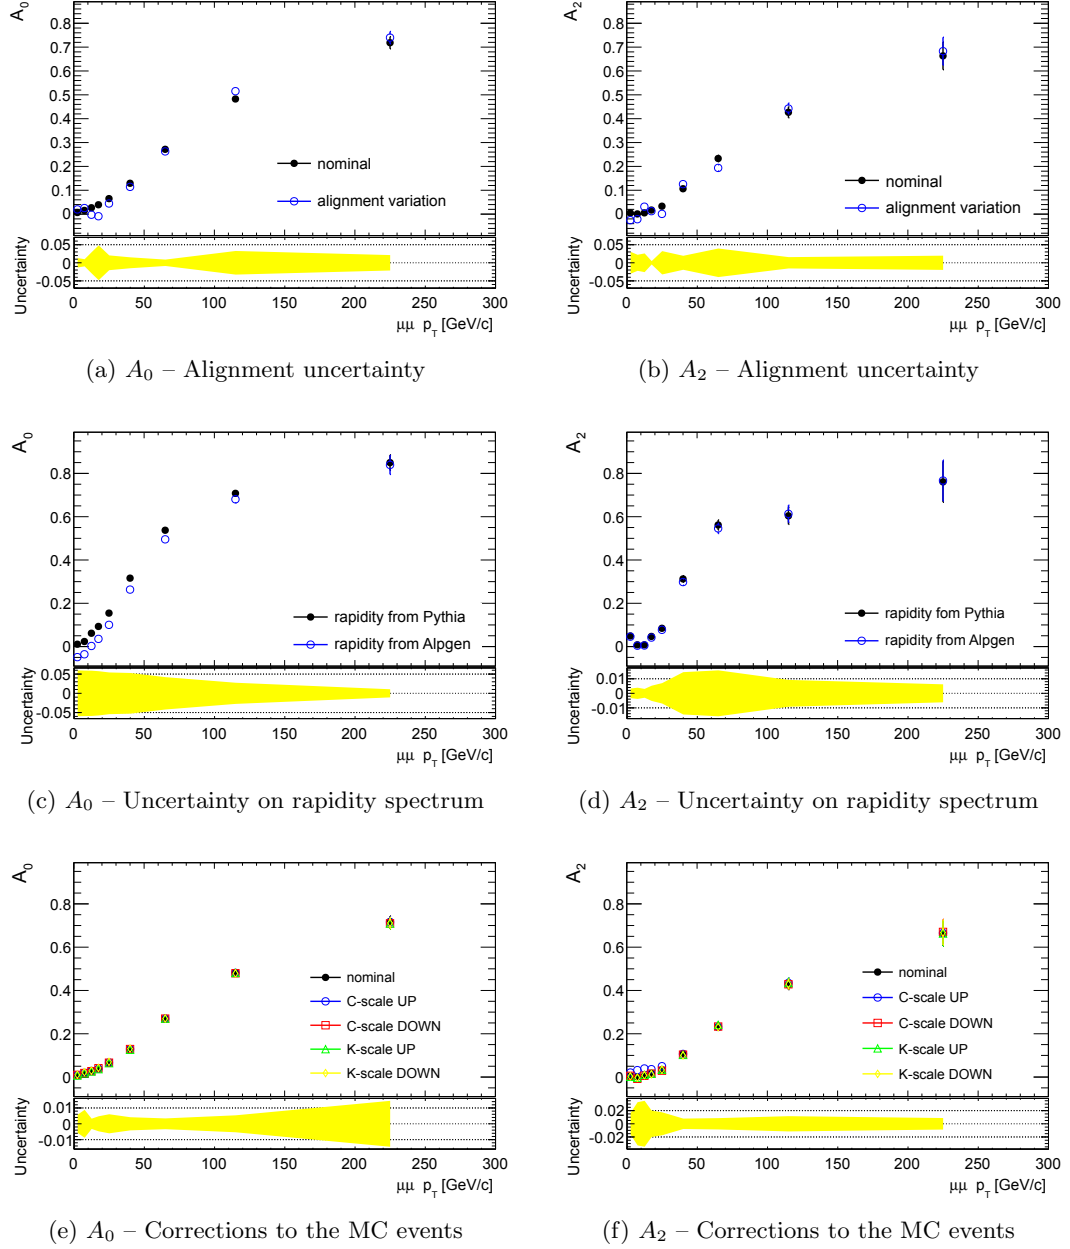 A0
0.8
0.7
0.6
0.5
0.4
0.3
0.2
0.1
0
nominal
alignment variation
Uncertainty
0.05
0
-0.05
0 50 100 150 200 250 300
μμ pT [GeV/c]
(a) A0 – Alignment uncertainty
A2
0.8
0.7
0.6
0.5
0.4
0.3
0.2
0.1
0
nominal
alignment variation
Uncertainty
0.05
0
-0.05
0 50 100 150 200 250 300
μμ pT [GeV/c]
(b) A2 – Alignment uncertainty
A0
0.8
0.6
0.4
0.2
0
rapidity from Pythia
rapidity from Alpgen
Uncertainty
0.05
0
-0.05
0 50 100 150 200 250 300
μμ pT [GeV/c]
(c) A0 – Uncertainty on rapidity spectrum
A2
0.8
0.6
0.4
0.2
0
rapidity fom Pythia
rapidity from Alpgen
Uncertainty
0.01
0
-0.01
0 50 100 150 200 250 300
μμ pT [GeV/c]
(d) A2 – Uncertainty on rapidity spectrum
A0
0.8
0.6
0.4
0.2
0
nominal
C-scale UP
C-scale DOWN
K-scale UP
K-scale DOWN
Uncertainty
0.01
0
-0.01
0 50 100 150 200 250 300
μμ pT [GeV/c]
(e) A0 – Corrections to the MC events
A2
0.8
0.6
0.4
0.2
0
nominal
C-scale UP
C-scale DOWN
K-scale UP
K-scale DOWN
Uncertainty
0.02
0
-0.02
0 50 100 150 200 250 300
μμ pT [GeV/c]
(f) A2 – Corrections to the MC events